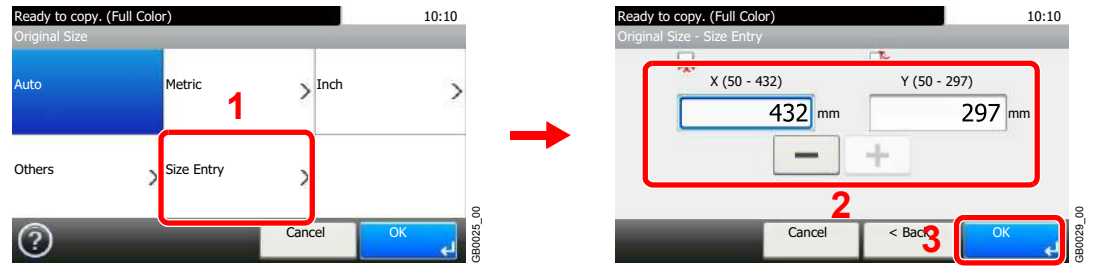 Ready to copy. (Full Color) 10:10
Original Size
Auto Metric Inch
1
Others Size Entry
Cancel OK
GB0025_00
Ready to copy. (Full Color) 10:10
Original Size - Size Entry
X (50 - 432) Y (50 - 297)
432 mm 297 mm
2
Cancel < Back OK
3
GB0029_00